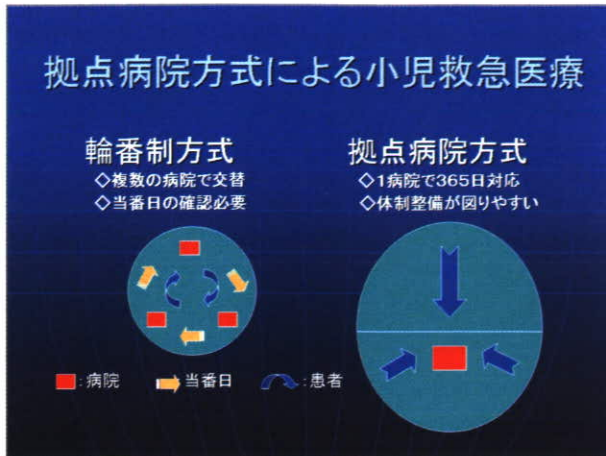 拠点病院方式による小児救急医療
輪番制方式
◇複数の病院で交替
◇当番日の確認必要
拠点病院方式
◇1病院で365日対応
◇体制整備が図りやすい
:病院
:当番日
:患者